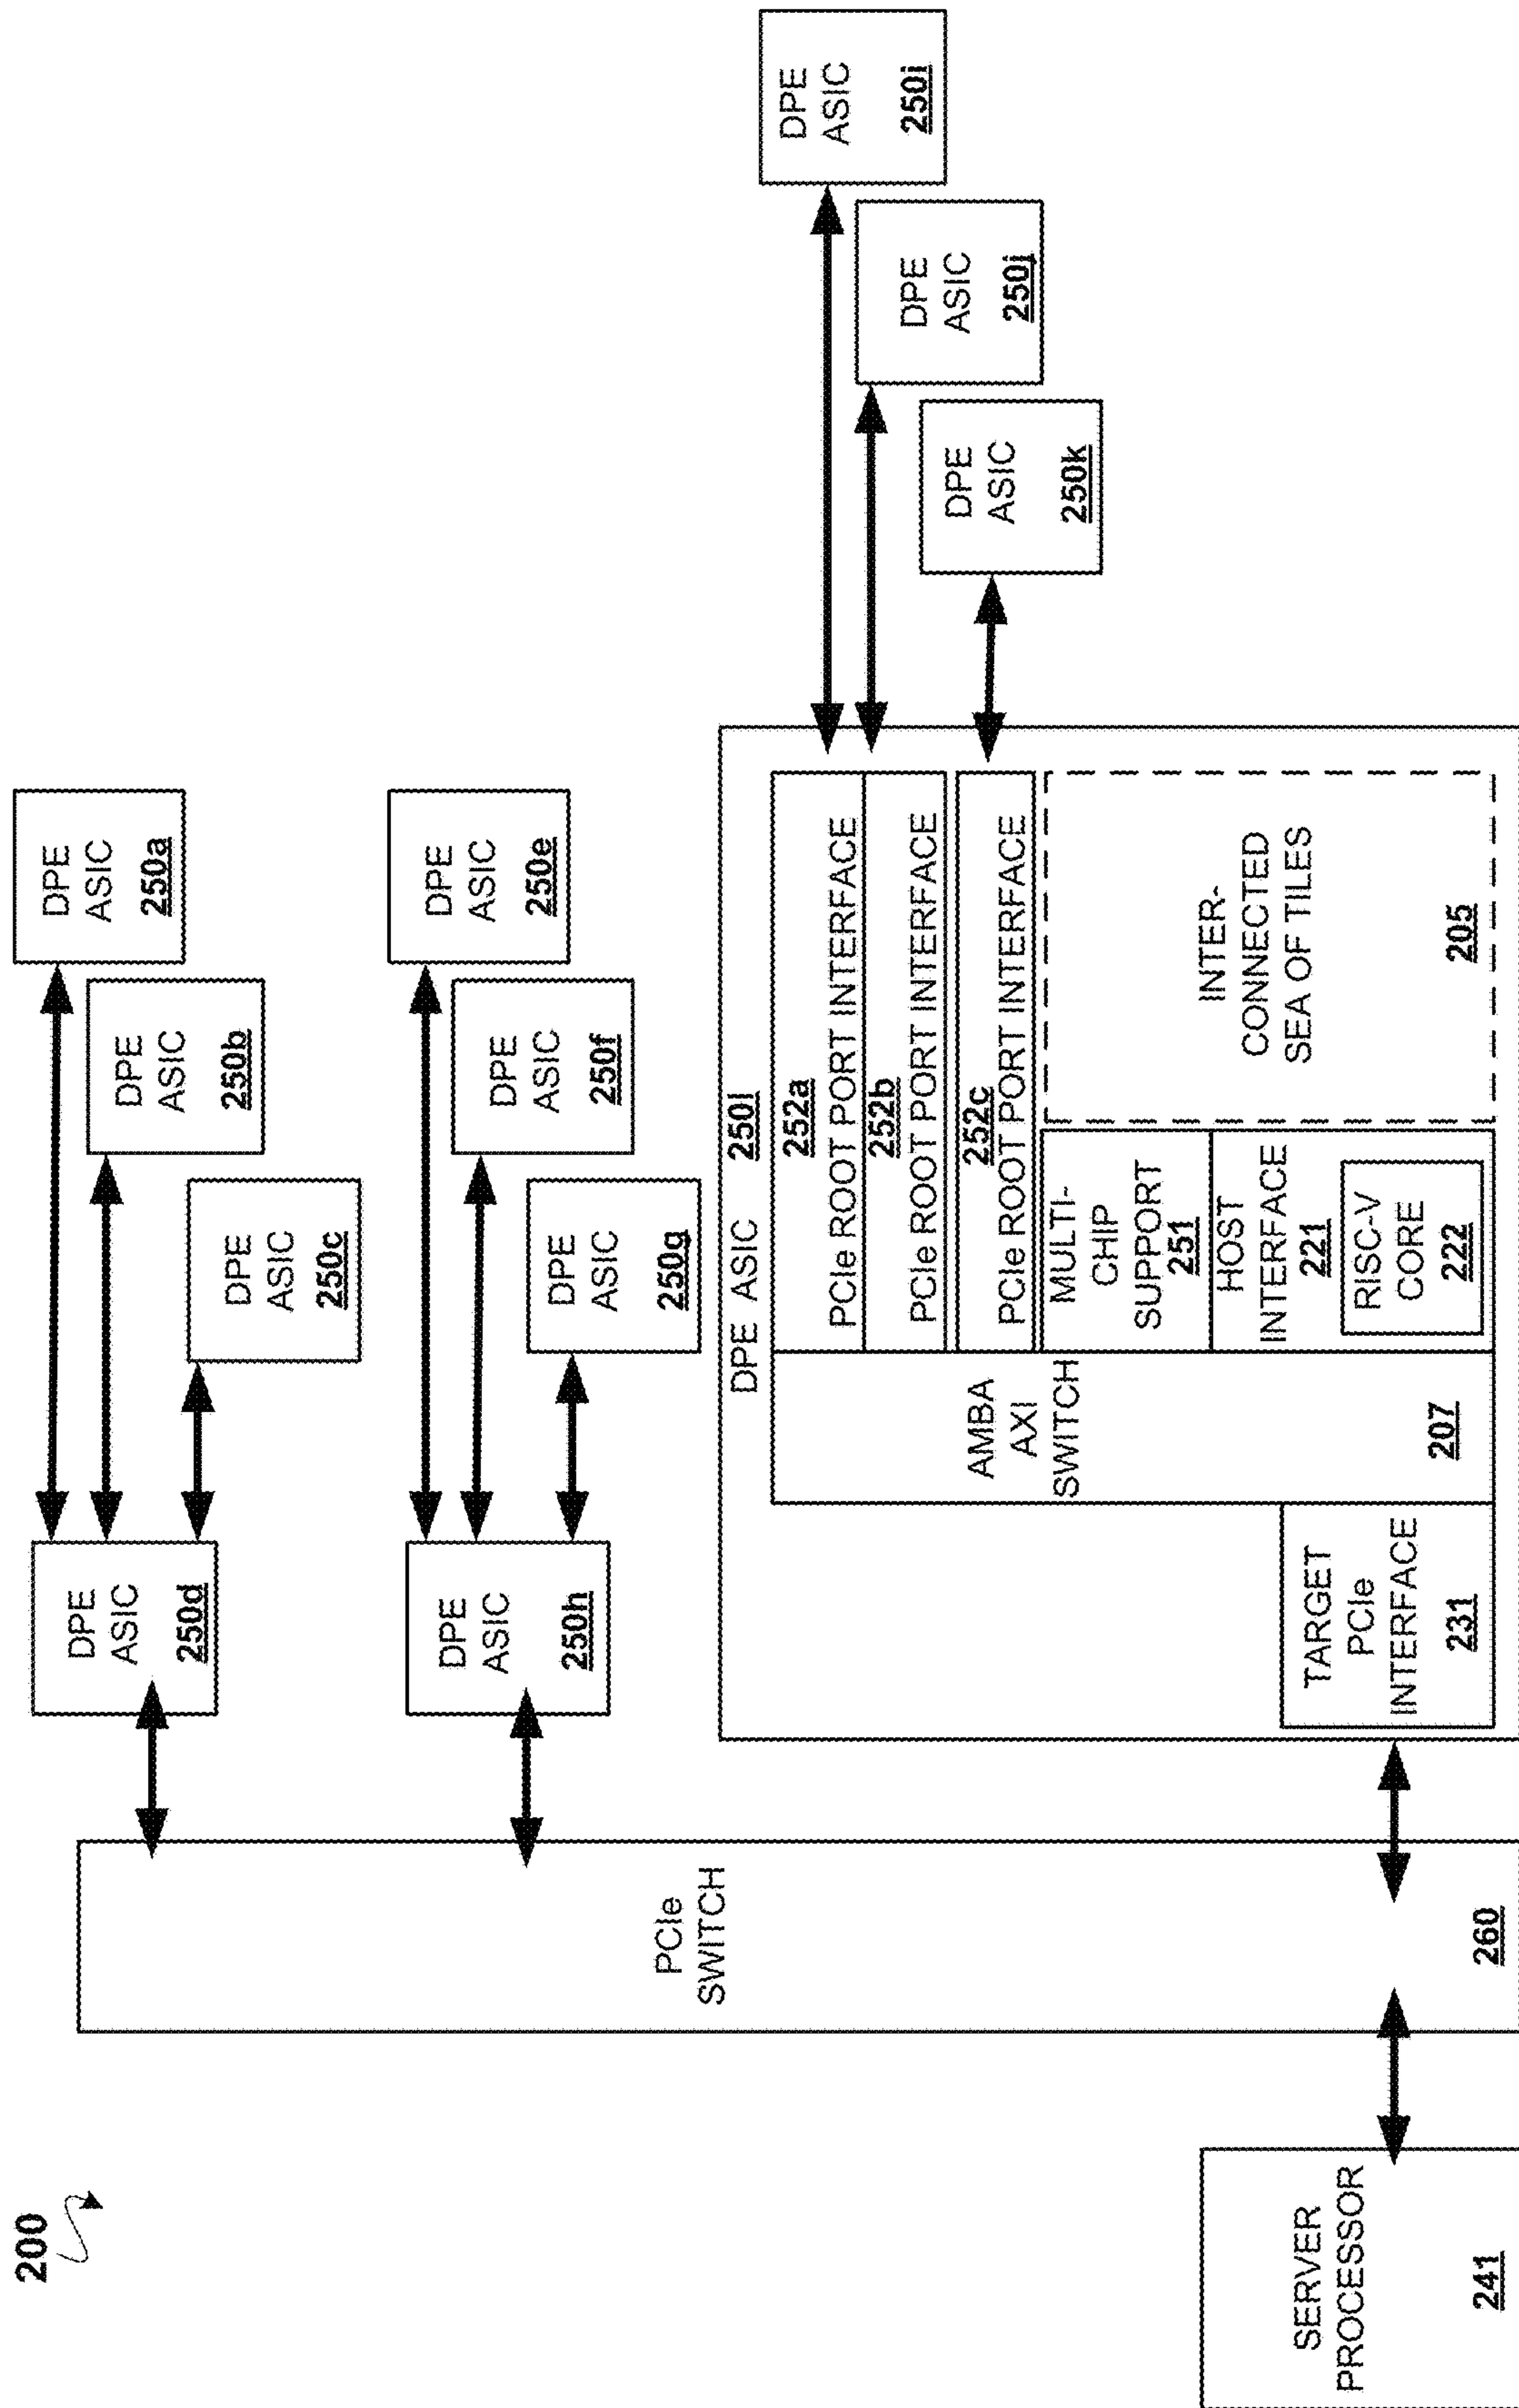 200
SERVER
PROCESSOR
241
PCIe
SWITCH
260
DPE
ASIC
250d
DPE
ASIC
250c
DPE
ASIC
250b
DPE
ASIC
250a
DPE
ASIC
250h
DPE
ASIC
250g
DPE
ASIC
250f
DPE
ASIC
250e
DPE ASIC 250l
TARGET
PCIe
INTERFACE
231
AMBA
AXI
SWITCH
207
252a
PCIe ROOT PORT INTERFACE
252b
PCIe ROOT PORT INTERFACE
252c
PCIe ROOT PORT INTERFACE
MULTI-
CHIP
SUPPORT
251
HOST
INTERFACE
221
RISC-V
CORE
222
INTER-
CONNECTED
SEA OF TILES
205
DPE
ASIC
250k
DPE
ASIC
250j
DPE
ASIC
250i